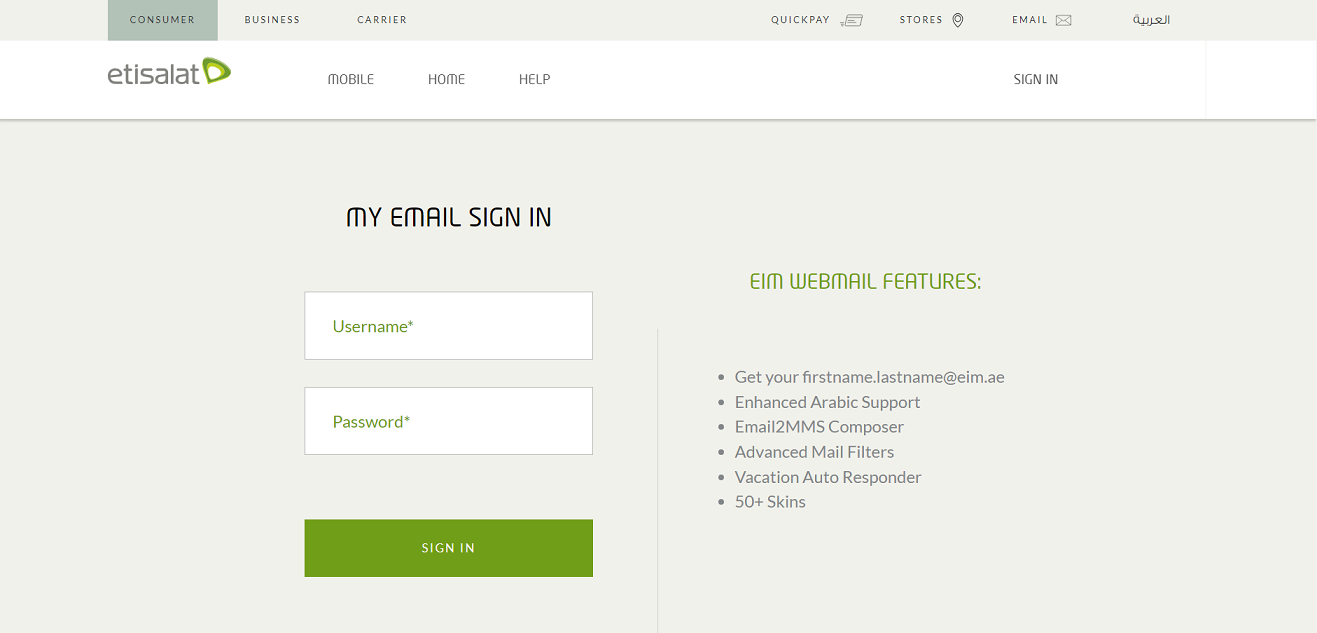 CONSUMER BUSINESS CARRIER QUICKPAY STORES EMAIL العربية
etisalat MOBILE HOME HELP SIGN IN
MY EMAIL SIGN IN
Username*
Password*
SIGN IN
EIM WEBMAIL FEATURES:
Get your firstname.lastname@eim.ae
Enhanced Arabic Support
Email2MMS Composer
Advanced Mail Filters
Vacation Auto Responder
50+ Skins